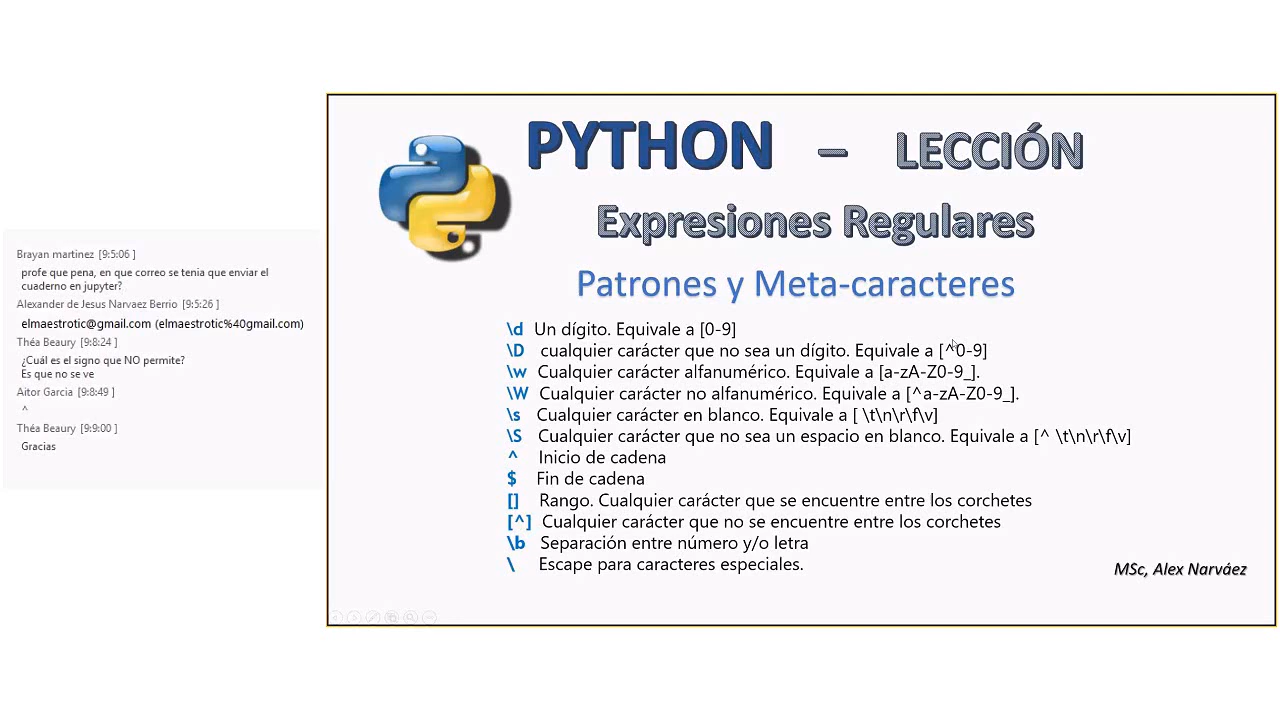 Brayan martinez [9:5:06 ]
profe que pena, en que correo se tenia que enviar el
cuaderno en jupyter?
Alexander de Jesus Narvaez Berrio [9:5:26 ]
elmaestrotic@gmail.com (elmaestrotic%40gmail.com)
Théa Beaury [9:8:24 ]
¿Cuál es el signo que NO permite?
Es que no se ve
Aitor Garcia [9:8:49 ]
^
Théa Beaury [9:9:00 ]
Gracias
PYTHON – LECCIÓN
Expresiones Regulares
Patrones y Meta-caracteres
\d Un dígito. Equivale a [0-9]
\D cualquier carácter que no sea un dígito. Equivale a [^0-9]
\w Cualquier carácter alfanumérico. Equivale a [a-zA-Z0-9_].
\W Cualquier carácter no alfanumérico. Equivale a [^a-zA-Z0-9_].
\s Cualquier carácter en blanco. Equivale a [ \t\n\r\f\v]
\S Cualquier carácter que no sea un espacio en blanco. Equivale a [^ \t\n\r\f\v]
^ Inicio de cadena
$ Fin de cadena
[] Rango. Cualquier carácter que se encuentre entre los corchetes
[^] Cualquier carácter que no se encuentre entre los corchetes
\b Separación entre número y/o letra
\ Escape para caracteres especiales.
MSc, Alex Narváez